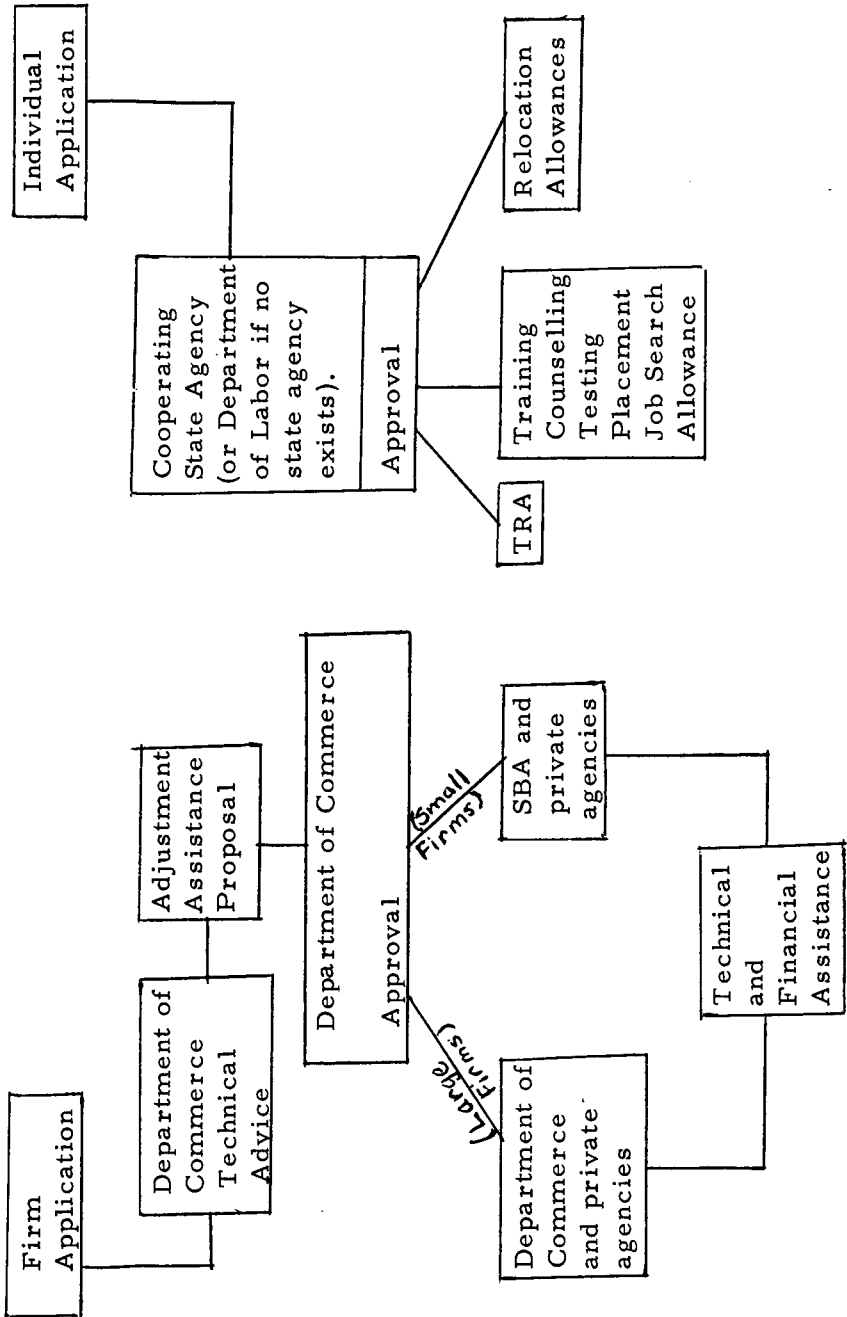 Firm
Application
Department of
Commerce
Technical
Advice
Adjustment
Assistance
Proposal
Department of Commerce
Approval
(Large
Firms)
(Small
Firms)
Department of
Commerce
and private
agencies
SBA and
private
agencies
Technical
and
Financial
Assistance
Individual
Application
Cooperating
State Agency
(or Department
of Labor if no
state agency
exists).
Approval
TRA
Training
Counselling
Testing
Placement
Job Search
Allowance
Relocation
Allowances